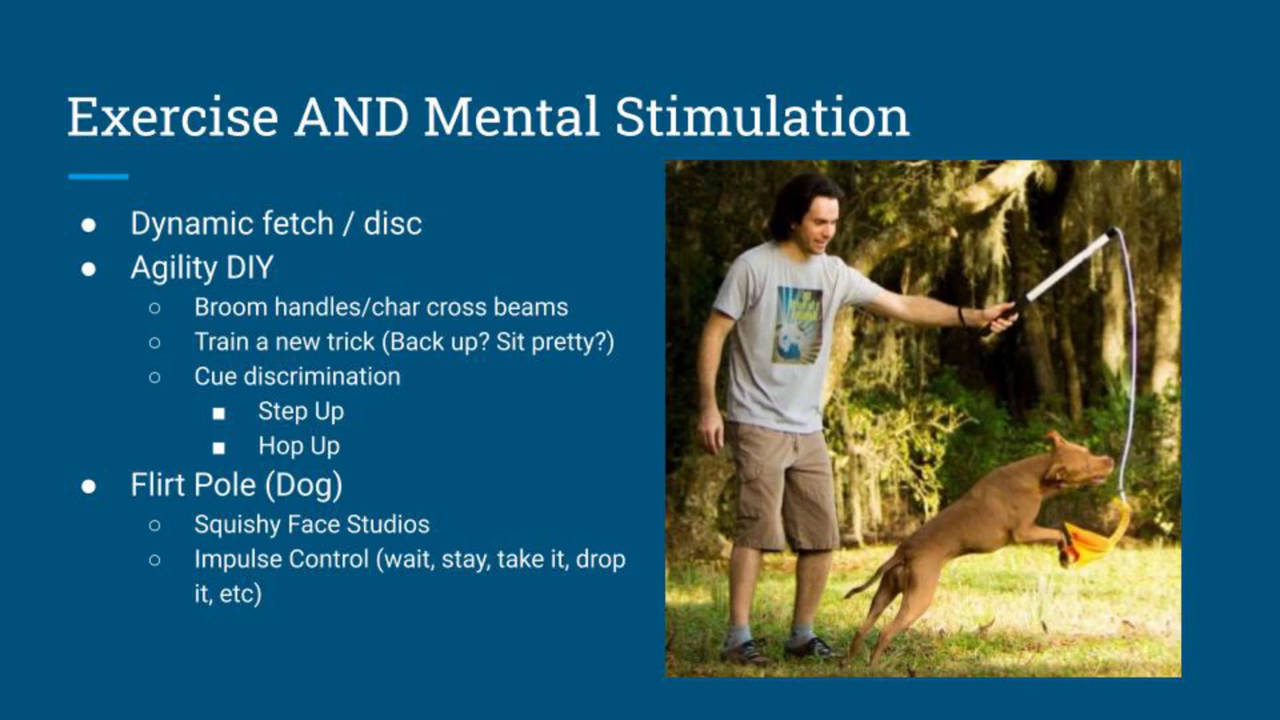 Exercise AND Mental Stimulation
● Dynamic fetch / disc
● Agility DIY
○ Broom handles/char cross beams
○ Train a new trick (Back up? Sit pretty?)
○ Cue discrimination
■ Step Up
■ Hop Up
● Flirt Pole (Dog)
○ Squishy Face Studios
○ Impulse Control (wait, stay, take it, drop
it, etc)